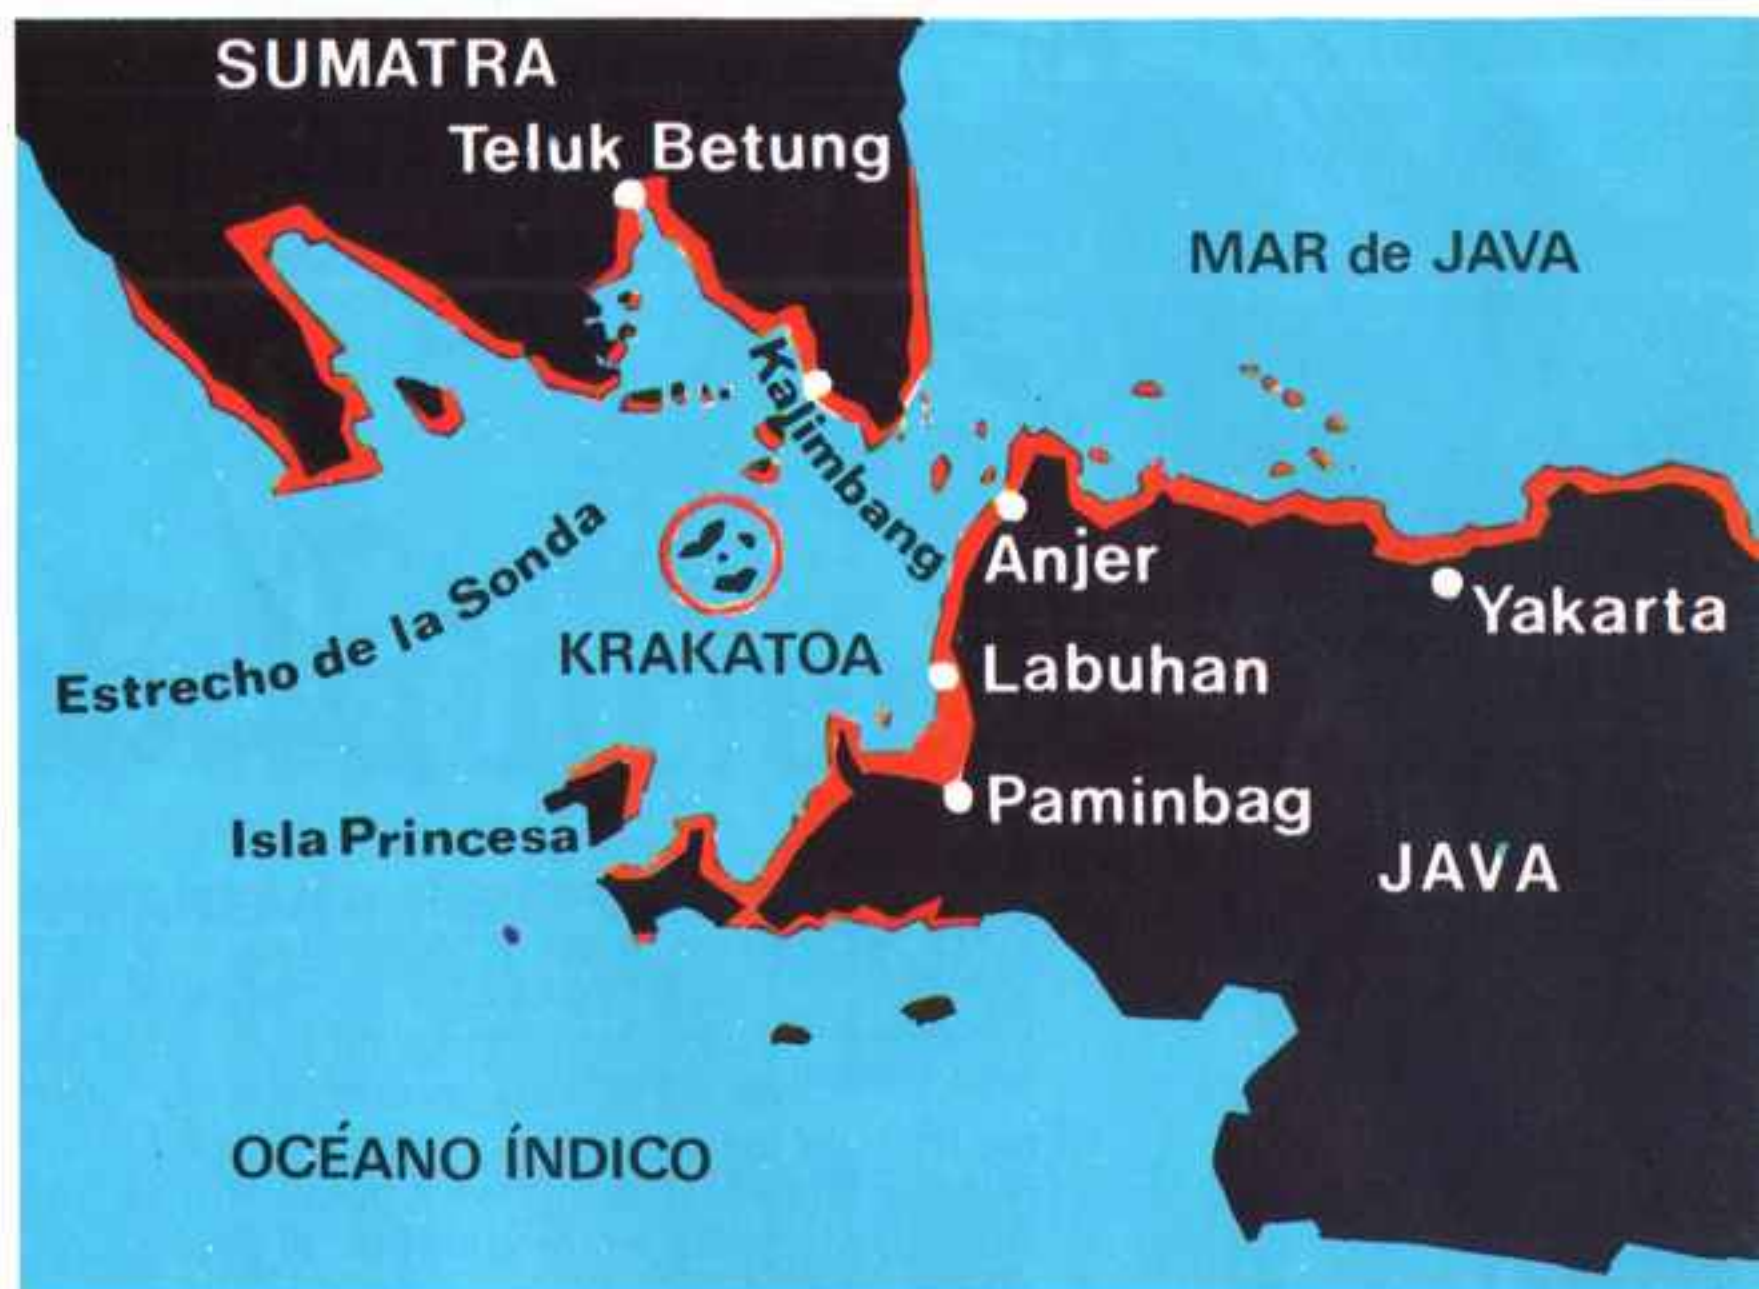 SUMATRA
Teluk Betung
MAR de JAVA
Kalimbang
Estrecho de la Sonda
Anjer
Yakarta
KRAKATOA
Labuhan
Paminbag
Isla Princesa
JAVA
OCÉANO ÍNDICO